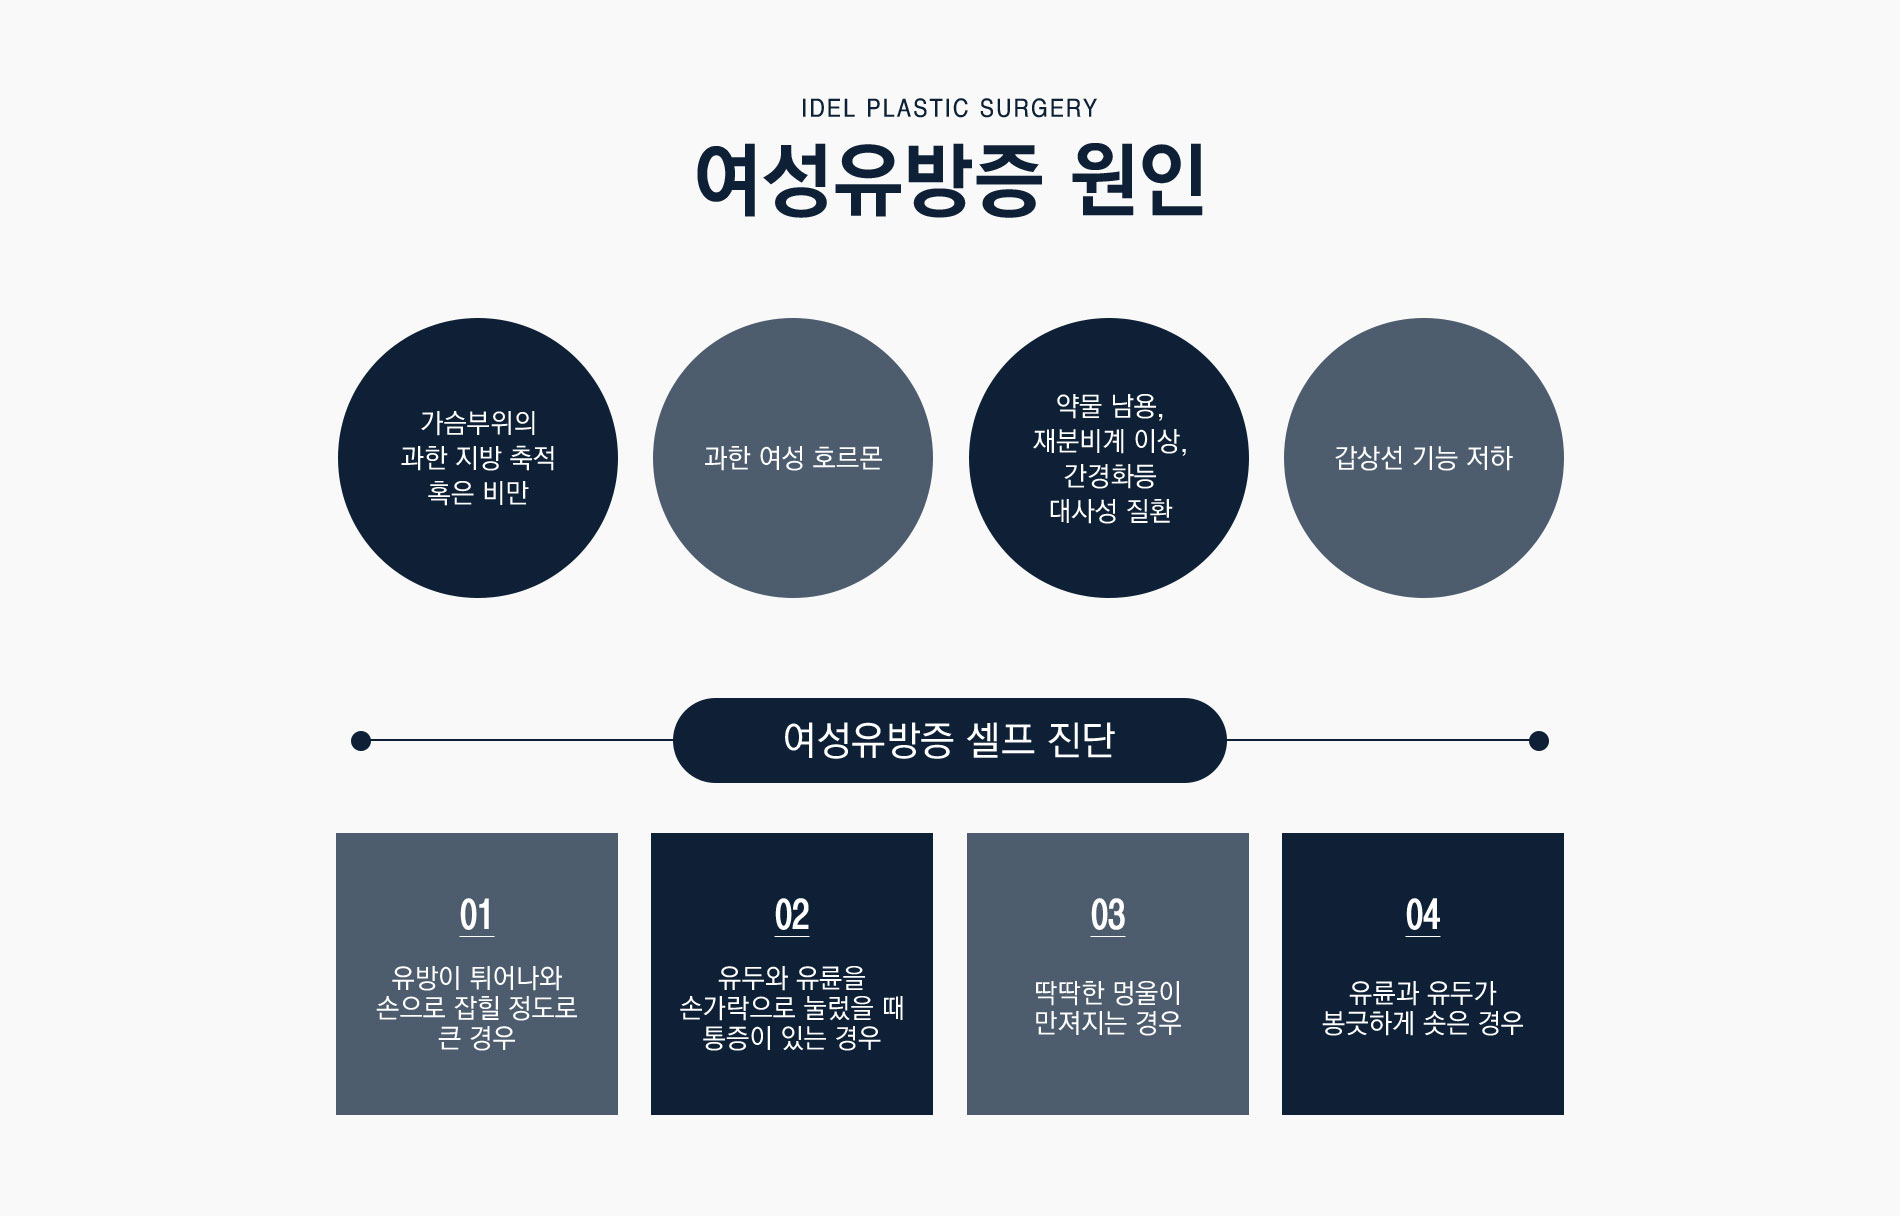 IDEL PLASTIC SURGERY
여성유방증 원인
가슴부위의
과한 지방 축적
혹은 비만
과한 여성 호르몬
약물 남용,
재분비계 이상,
간경화등
대사성 질환
갑상선 기능 저하
여성유방증 셀프 진단
01
유방이 튀어나와
손으로 잡힐 정도로
큰 경우
02
유두와 유륜을
손가락으로 눌렀을 때
통증이 있는 경우
03
딱딱한 멍울이
만져지는 경우
04
유륜과 유두가
봉긋하게 솟은 경우